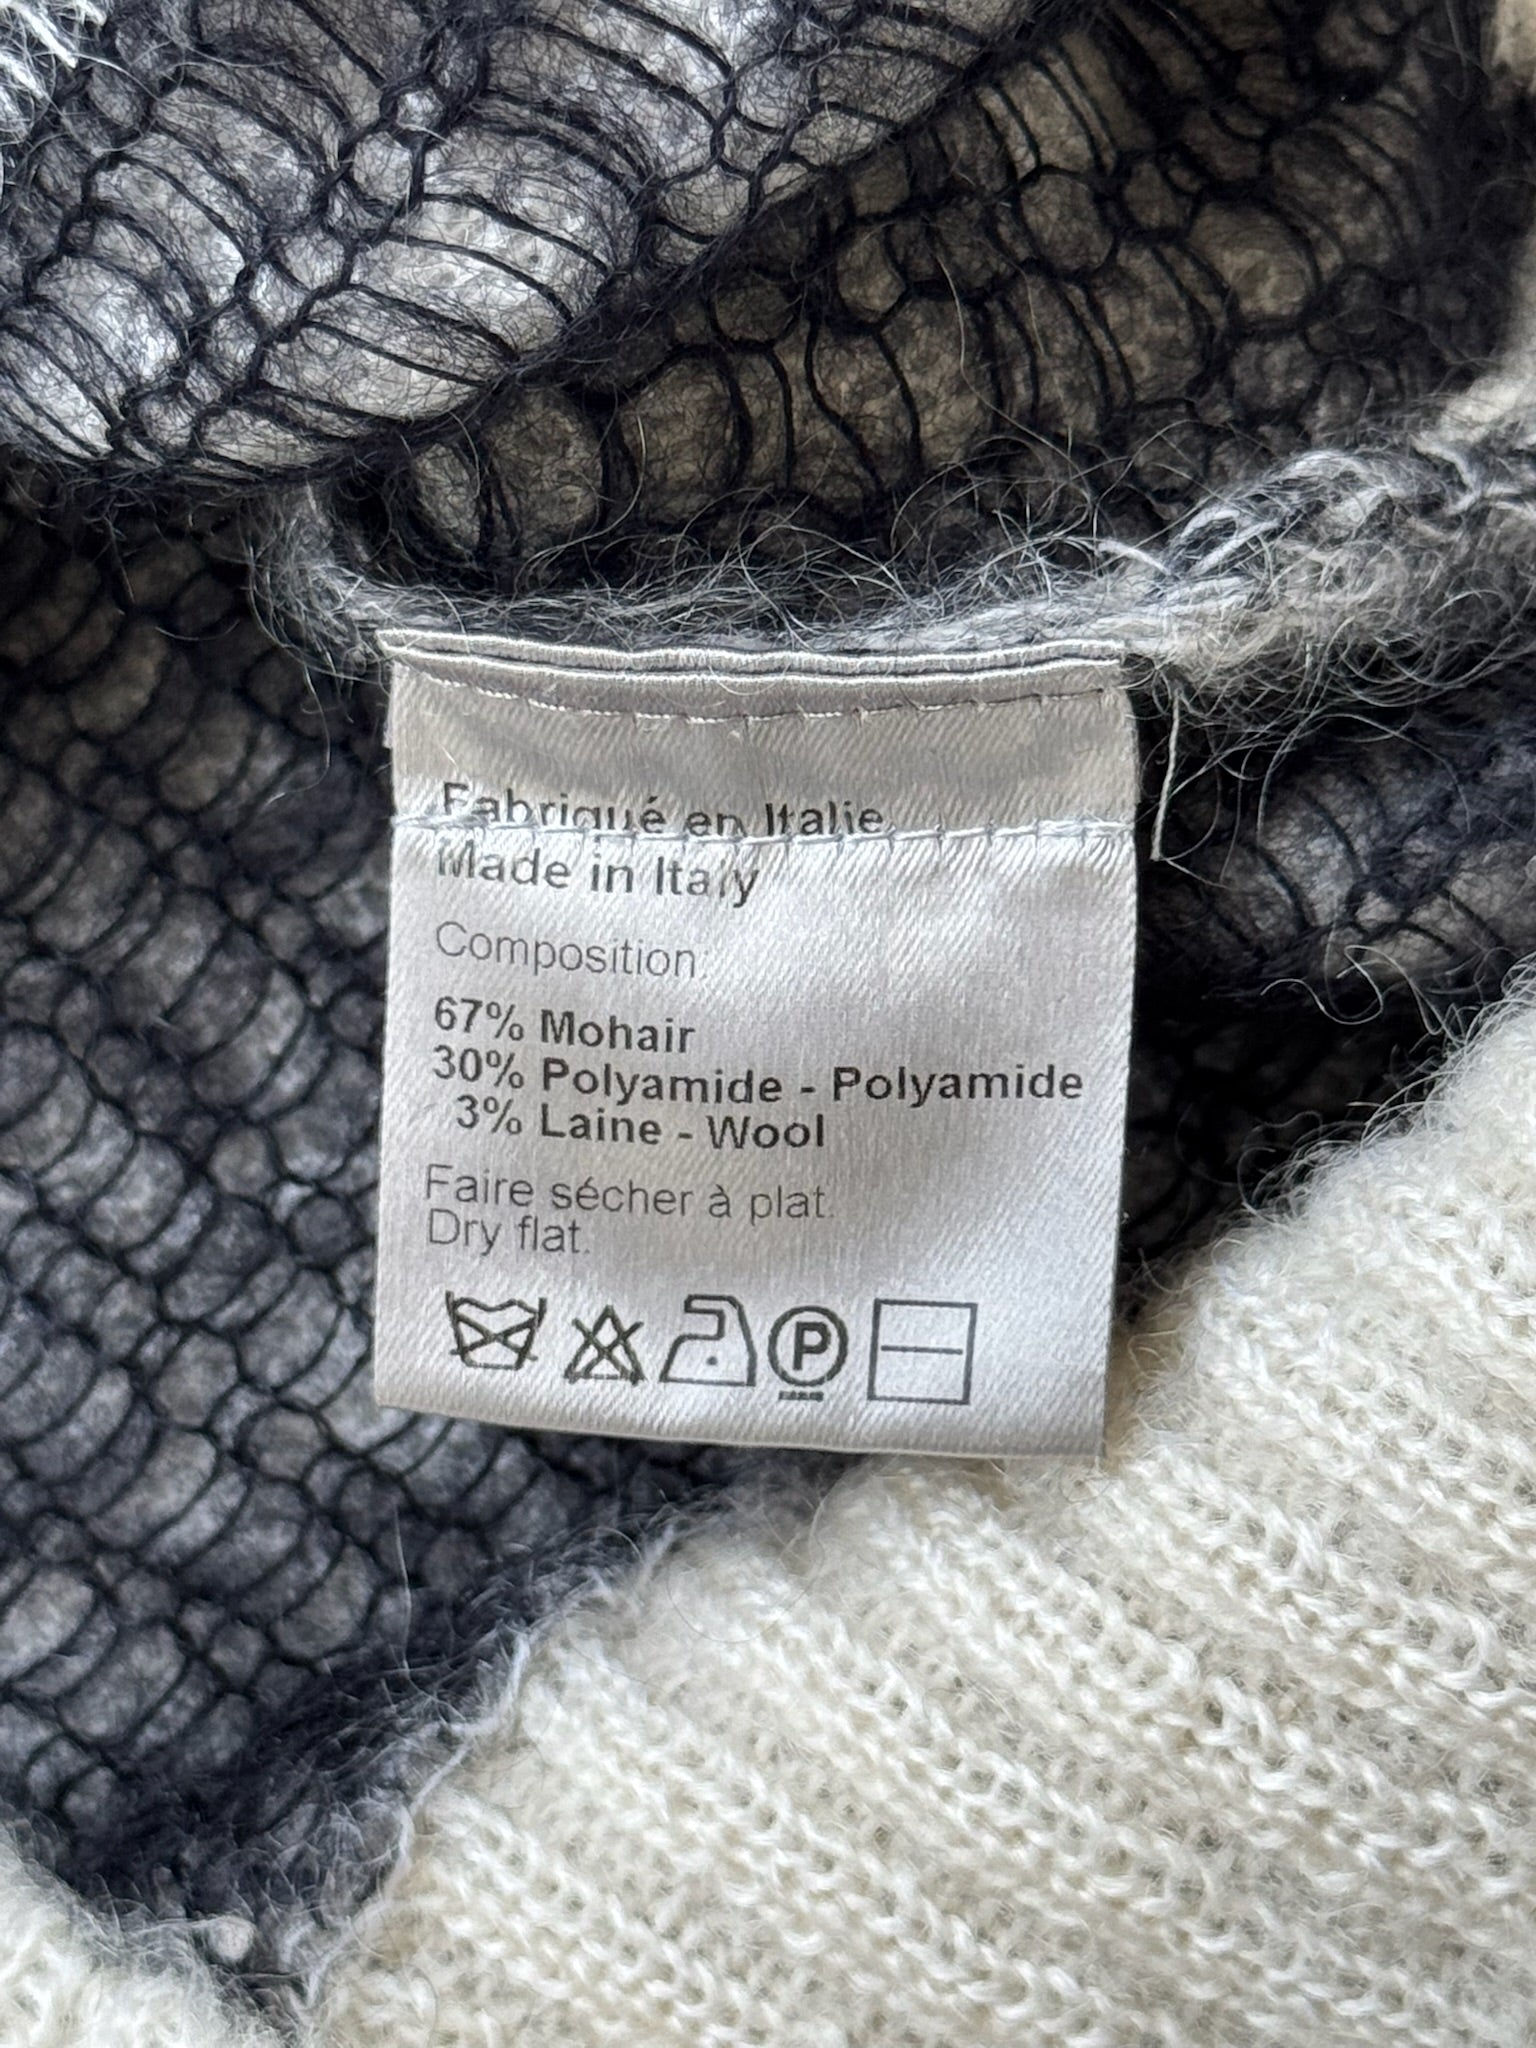 Fabriqué en Italie
Made in Italy
Composition:
67% Mohair
30% Polyamide - Polyamide
3% Laine - Wool
Faire sécher à plat.
Dry flat.
P